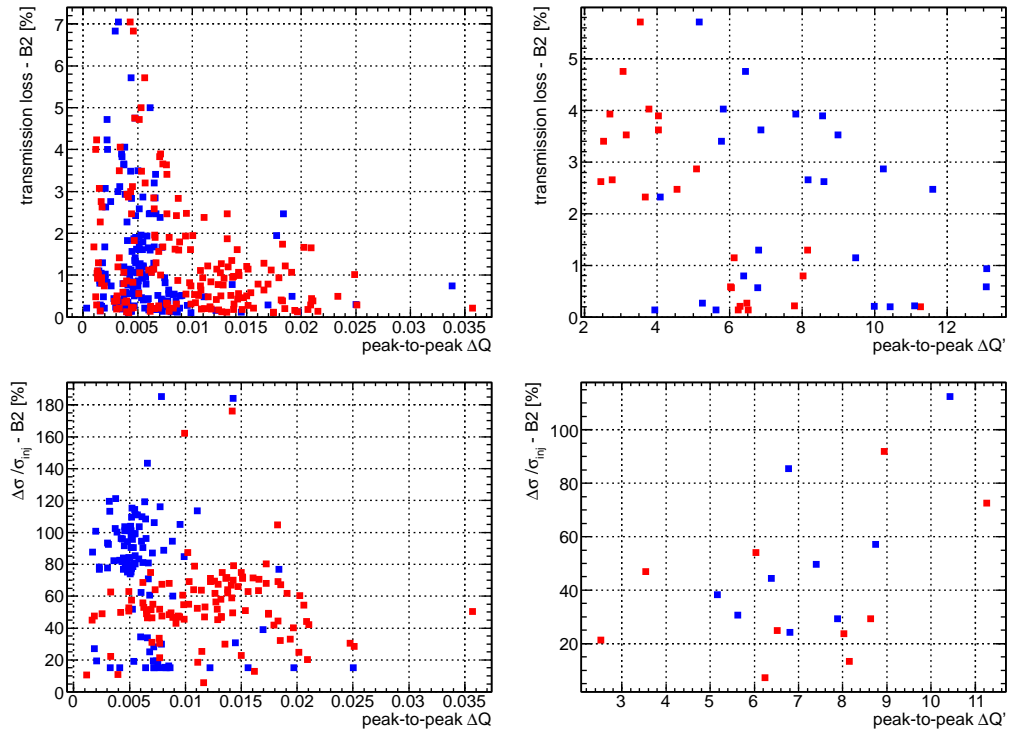 transmission loss - B2 [%]
7
6
5
4
3
2
1
0
0 0.005 0.01 0.015 0.02 0.025 0.03 0.035
peak-to-peak ΔQ
transmission loss - B2 [%]
5
4
3
2
1
0
2 4 6 8 10 12
peak-to-peak ΔQ'
Δσ/σinj - B2 [%]
180
160
140
120
100
80
60
40
20
0
0 0.005 0.01 0.015 0.02 0.025 0.03 0.035
peak-to-peak ΔQ
Δσ/σinj - B2 [%]
100
80
60
40
20
3 4 5 6 7 8 9 10 11
peak-to-peak ΔQ'